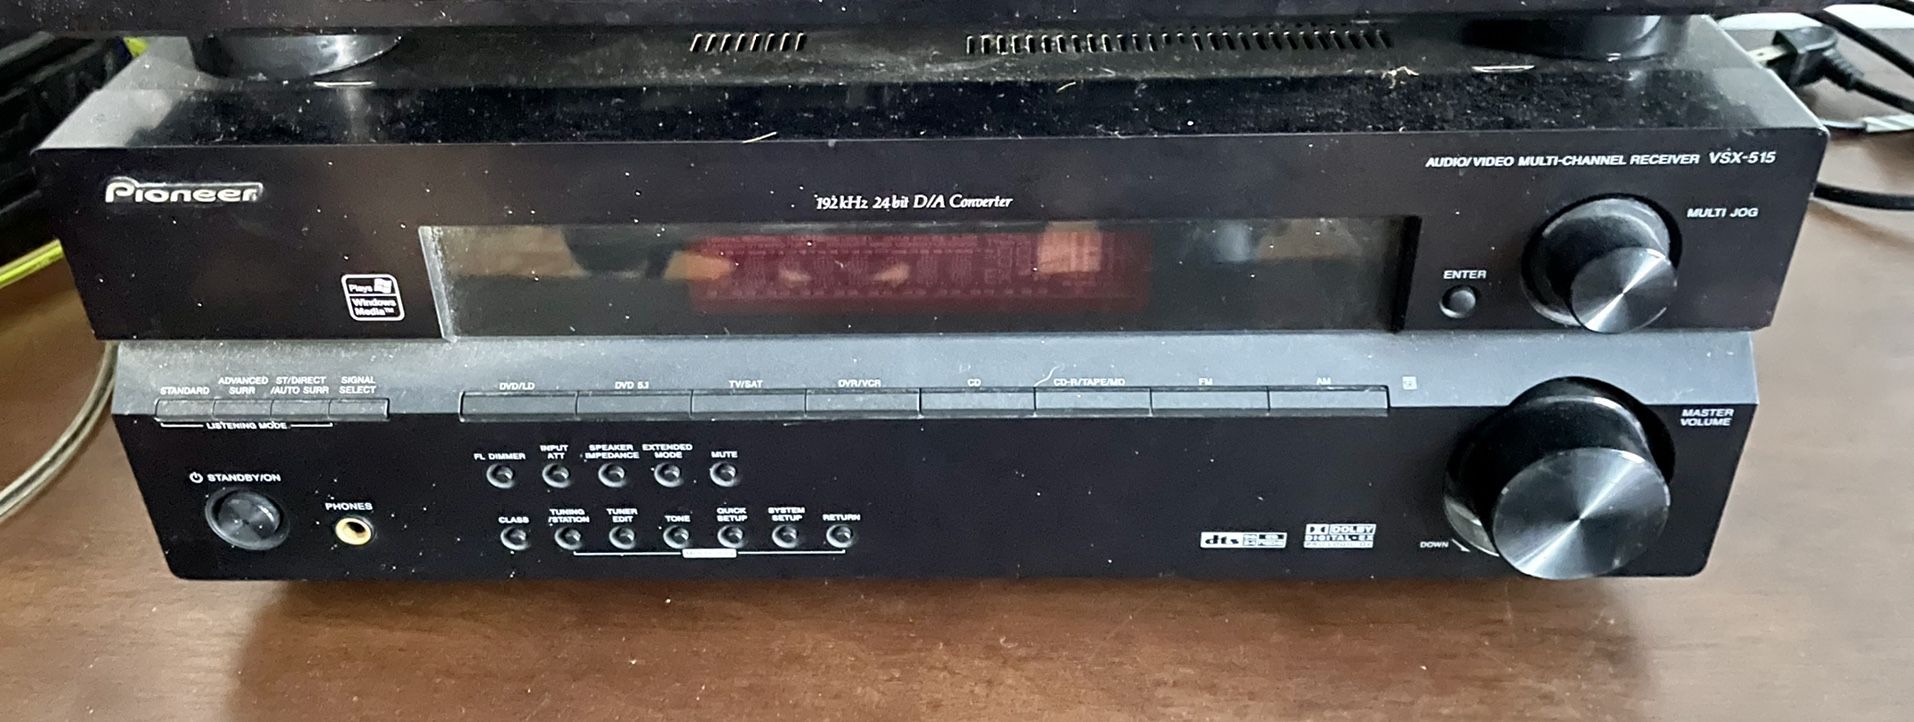 AUDIO/VIDEO MULTI-CHANNEL RECEIVER VSX-515
Pioneer
192kHz 24bit D/A Converter
MULTI JOG
ENTER
Plays
Windows
Media™
STANDARD
ADVANCED
SURR
ST/DIRECT
/AUTO SURR
SIGNAL
SELECT
DVD/LD
DVD 5.1
TV/SAT
DVR/VCR
CD
CD-R/TAPE/MD
FM
AM
LISTENING MODE
MASTER
VOLUME
STANDBY/ON
PHONES
FL DIMMER
INPUT
ATT
SPEAKER
IMPEDANCE
EXTENDED
MODE
MUTE
CLASS
TUNING
/STATION
TUNER
EDIT
TONE
QUICK
SETUP
SYSTEM
SETUP
RETURN
dts
DOLBY
DIGITAL-EX
DOWN